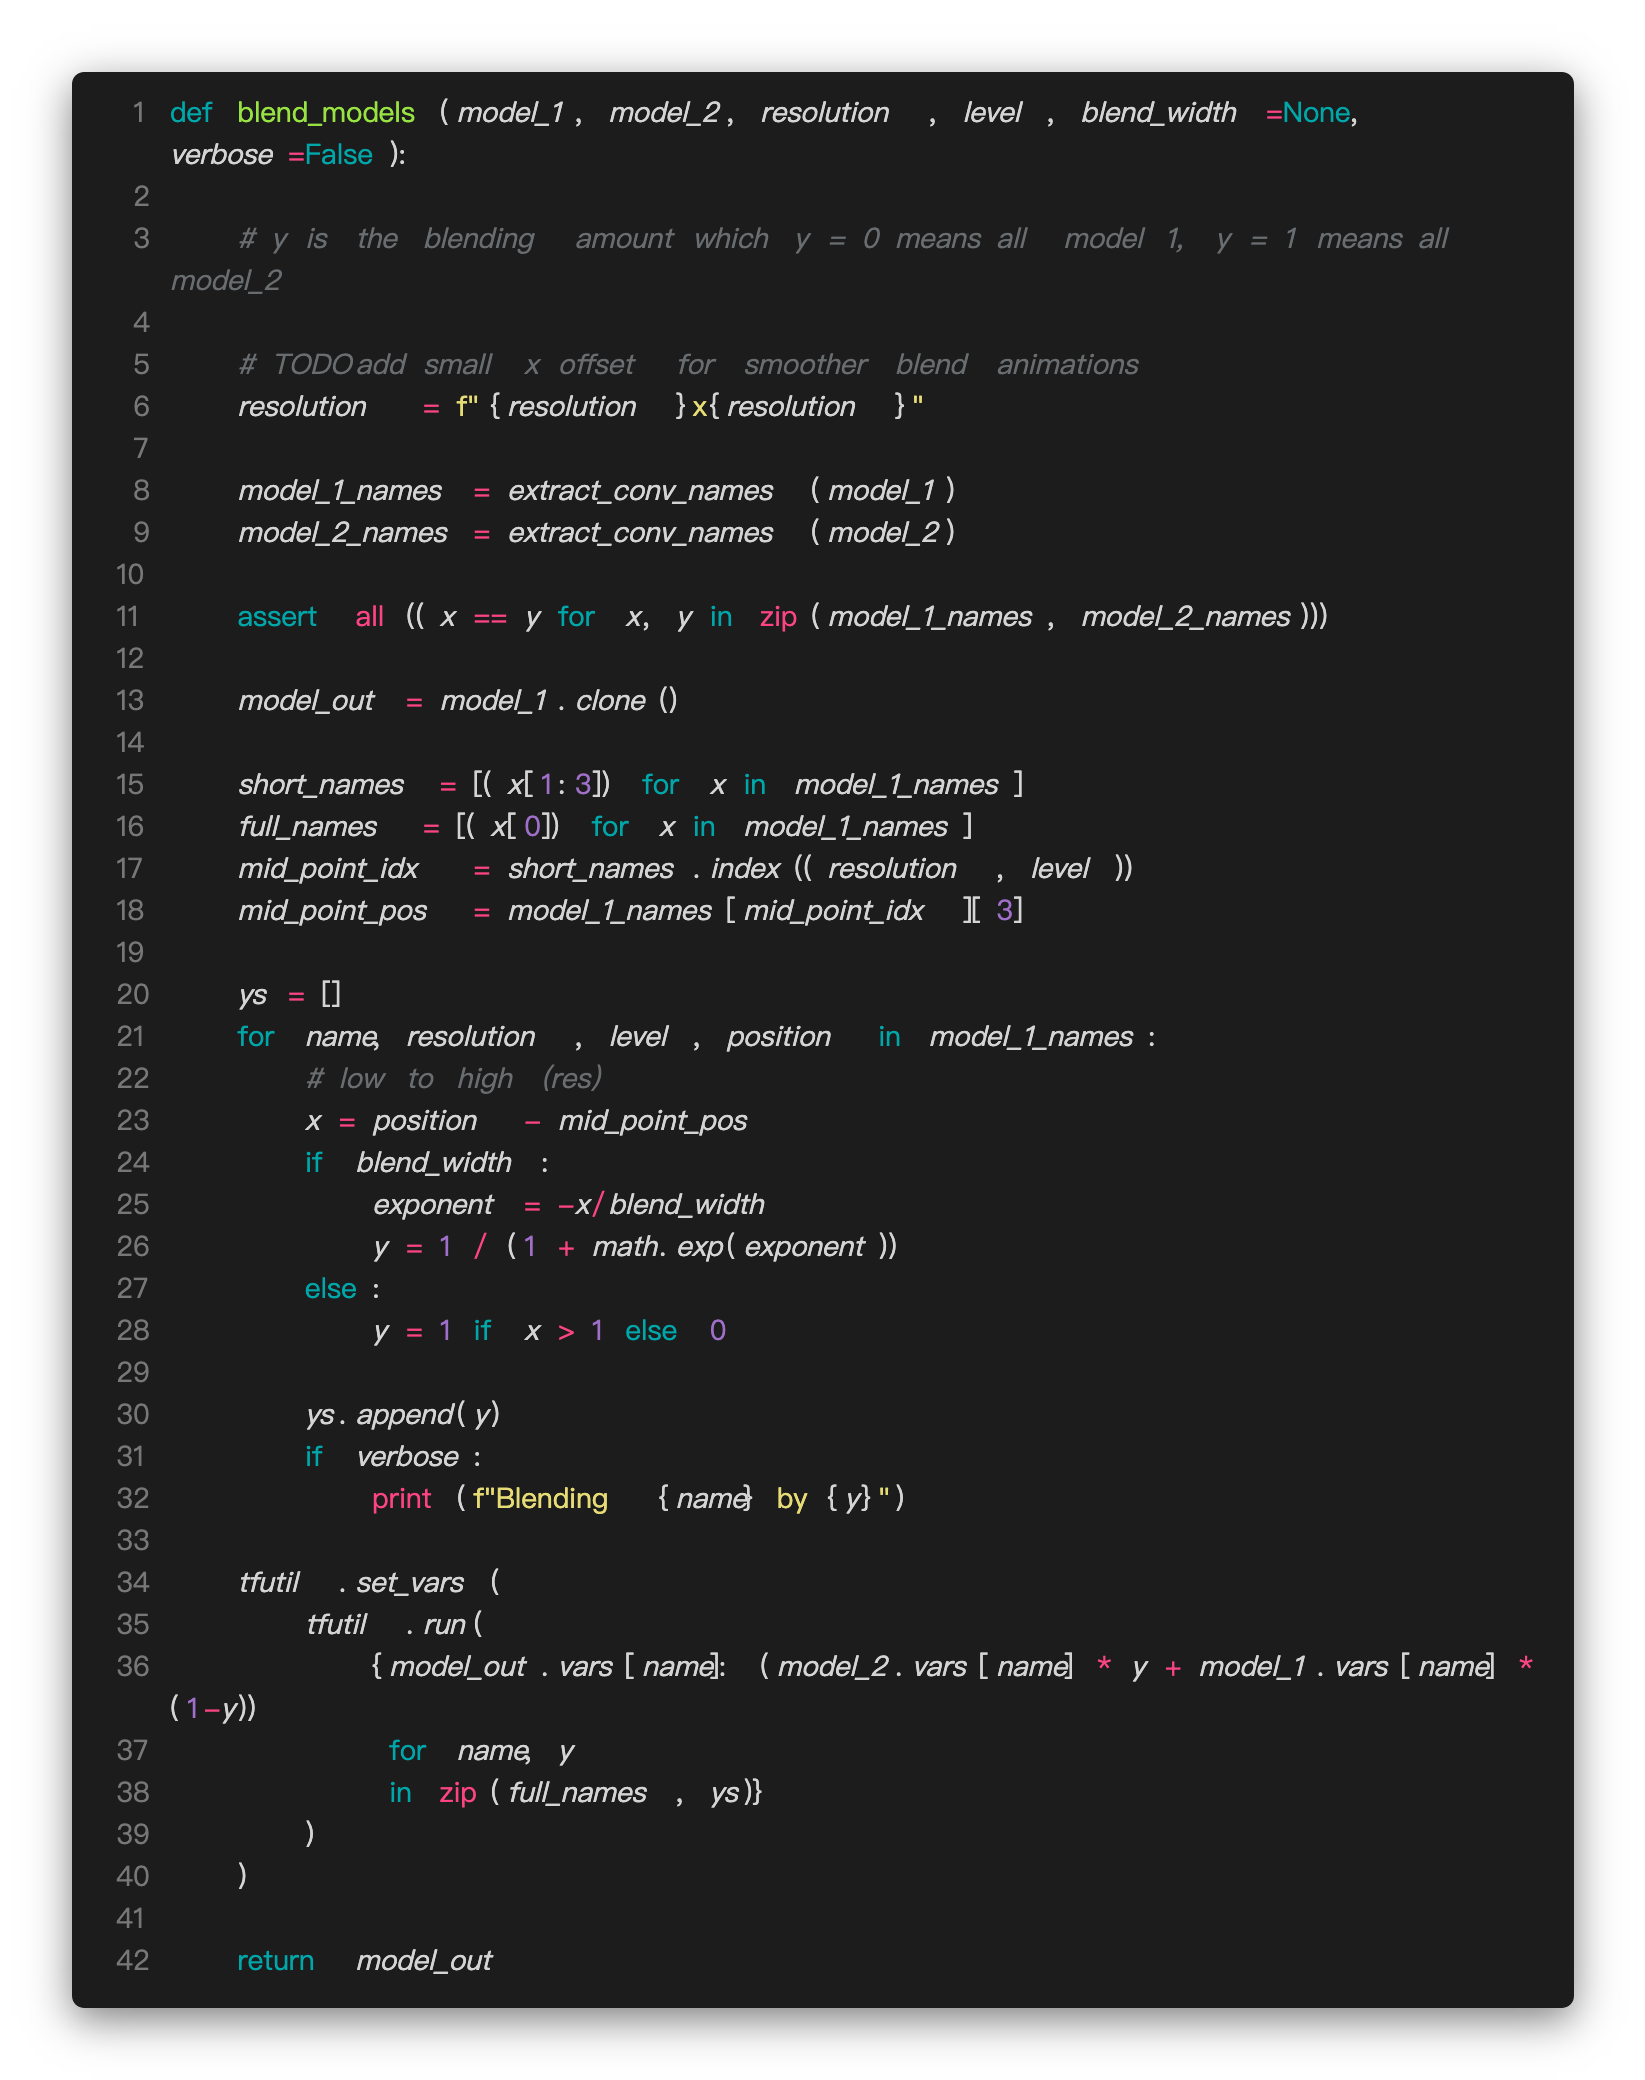 1 def blend_models(model_1, model_2, resolution, level, blend_width=None,
verbose=False):
2
3     # y is the blending amount which y = 0 means all model 1, y = 1 means all
model_2
4
5     # TODO add small x offset for smoother blend animations
6     resolution = f"{resolution}x{resolution}"
7
8     model_1_names = extract_conv_names(model_1)
9     model_2_names = extract_conv_names(model_2)
10
11     assert all((x == y for x, y in zip(model_1_names, model_2_names)))
12
13     model_out = model_1.clone()
14
15     short_names = [(x[1:3]) for x in model_1_names]
16     full_names = [(x[0]) for x in model_1_names]
17     mid_point_idx = short_names.index((resolution, level))
18     mid_point_pos = model_1_names[mid_point_idx][3]
19
20     ys = []
21     for name, resolution, level, position in model_1_names:
22         # low to high (res)
23         x = position - mid_point_pos
24         if blend_width:
25             exponent = -x/blend_width
26             y = 1 / (1 + math.exp(exponent))
27         else:
28             y = 1 if x > 1 else 0
29
30         ys.append(y)
31         if verbose:
32             print(f"Blending {name} by {y}")
33
34     tfutil.set_vars(
35         tfutil.run(
36             {model_out.vars[name]: (model_2.vars[name] * y + model_1.vars[name] *
(1-y))
37              for name, y
38              in zip(full_names, ys)}
39         )
40     )
41
42     return model_out